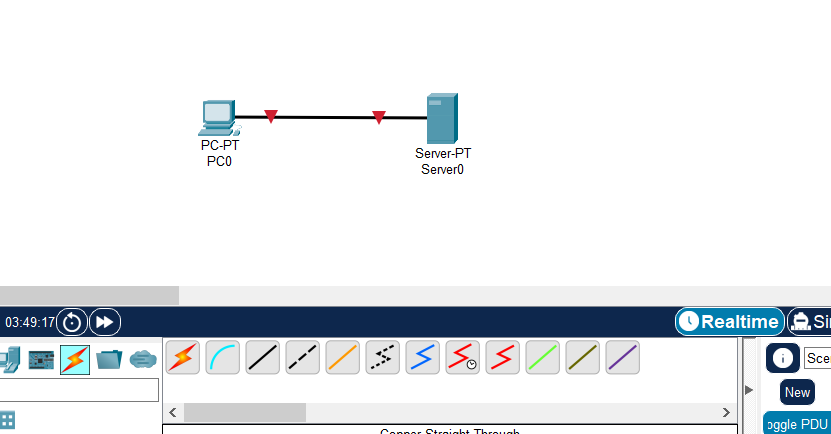 PC-PT
PC0
Server-PT
Server0
03:49:17
Realtime
New